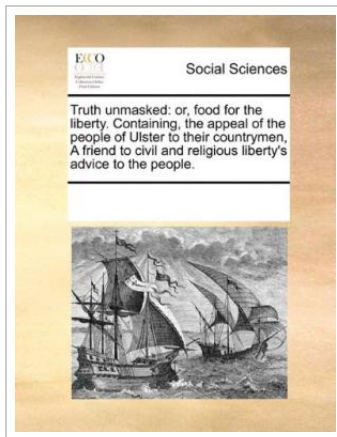 ECCO
Social Sciences
Truth unmasked: or, food for the
liberty. Containing, the appeal of the
people of Ulster to their countrymen,
A friend to civil and religious liberty's
advice to the people.